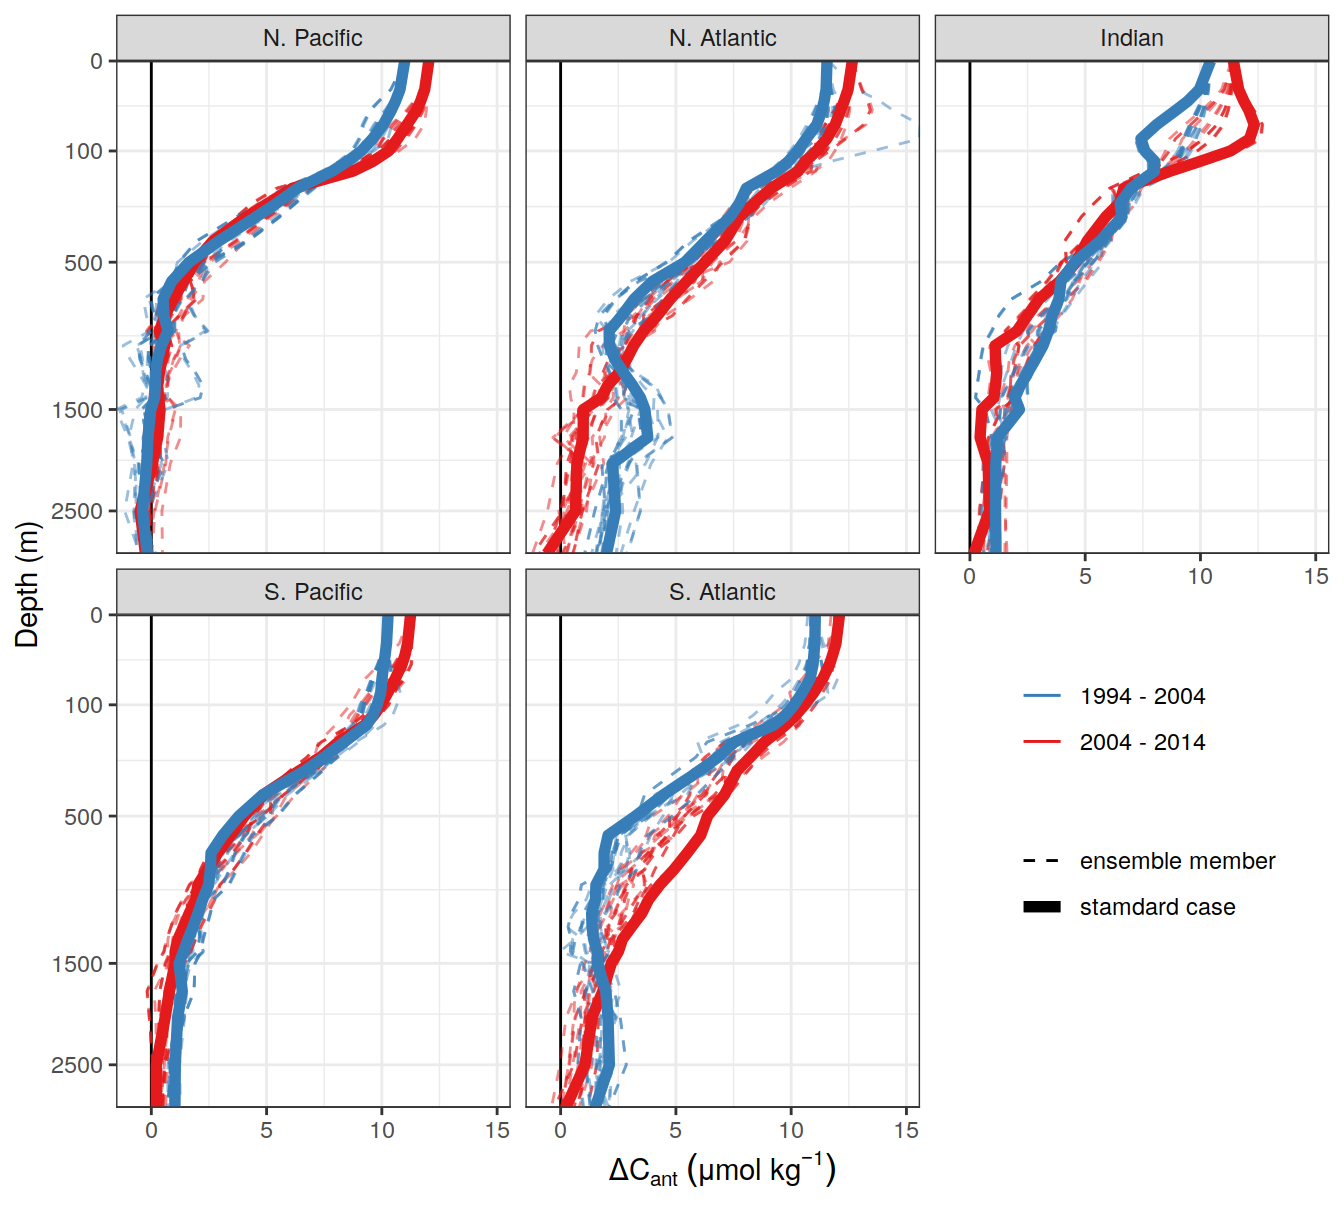 N. Pacific
N. Atlantic
Indian
0
100
500
1500
2500
0
5
10
15
S. Pacific
S. Atlantic
0
100
500
1500
2500
0
5
10
15
0
5
10
15
Depth (m)
ΔCant (μmol kg⁻¹)
1994 - 2004
2004 - 2014
ensemble member
stamdard case